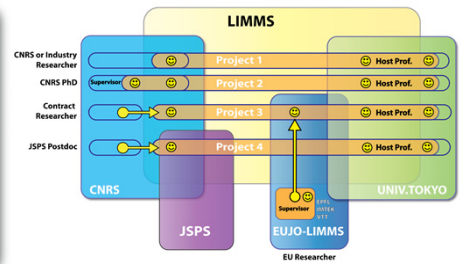 LIMMS
CNRS or Industry
Researcher
Project 1
Host Prof.
CNRS PhD
Supervisor
Project 2
Host Prof.
Contract
Researcher
Project 3
Host Prof.
JSPS Postdoc
Project 4
Host Prof.
CNRS
UNIV.TOKYO
Supervisor
EPFL
IMTEK
VTT
JSPS
EUJO-LIMMS
EU Researcher